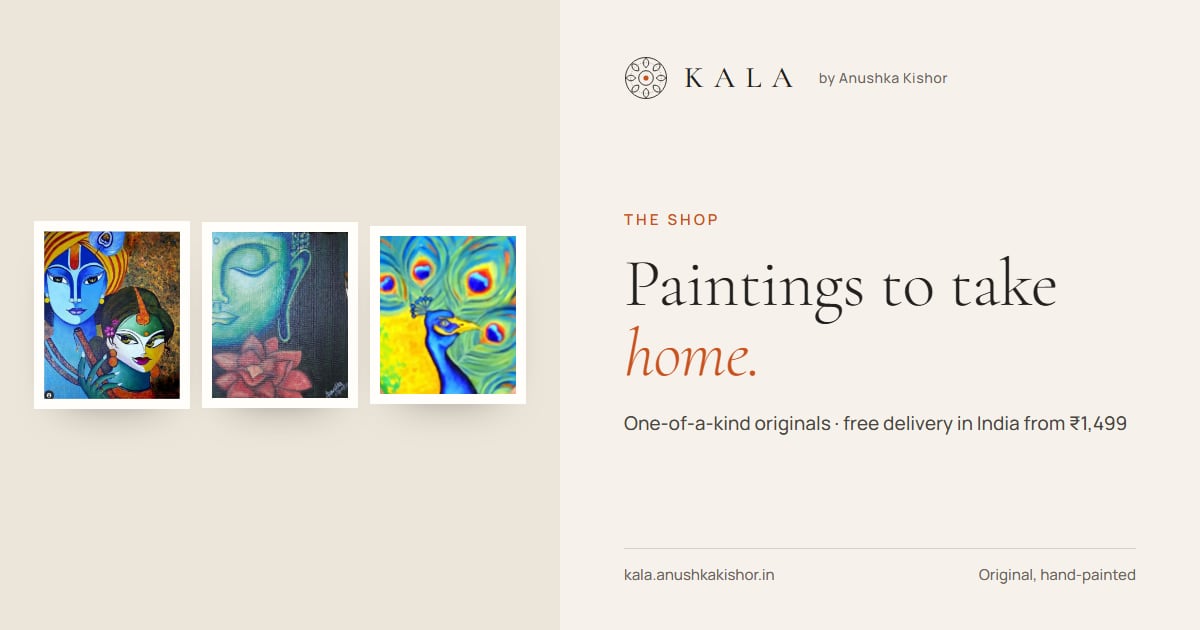 KALA by Anushka Kishor
THE SHOP
Paintings to take
home.
One-of-a-kind originals · free delivery in India from ₹1,499
kala.anushkakishor.in
Original, hand-painted